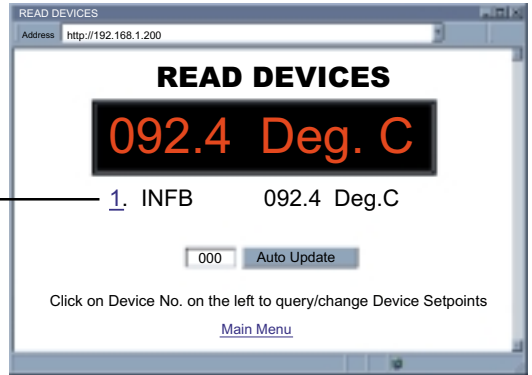 READ DEVICES
Address http://192.168.1.200
READ DEVICES
092.4 Deg. C
1. INFB 092.4 Deg.C
000 Auto Update
Click on Device No. on the left to query/change Device Setpoints
Main Menu